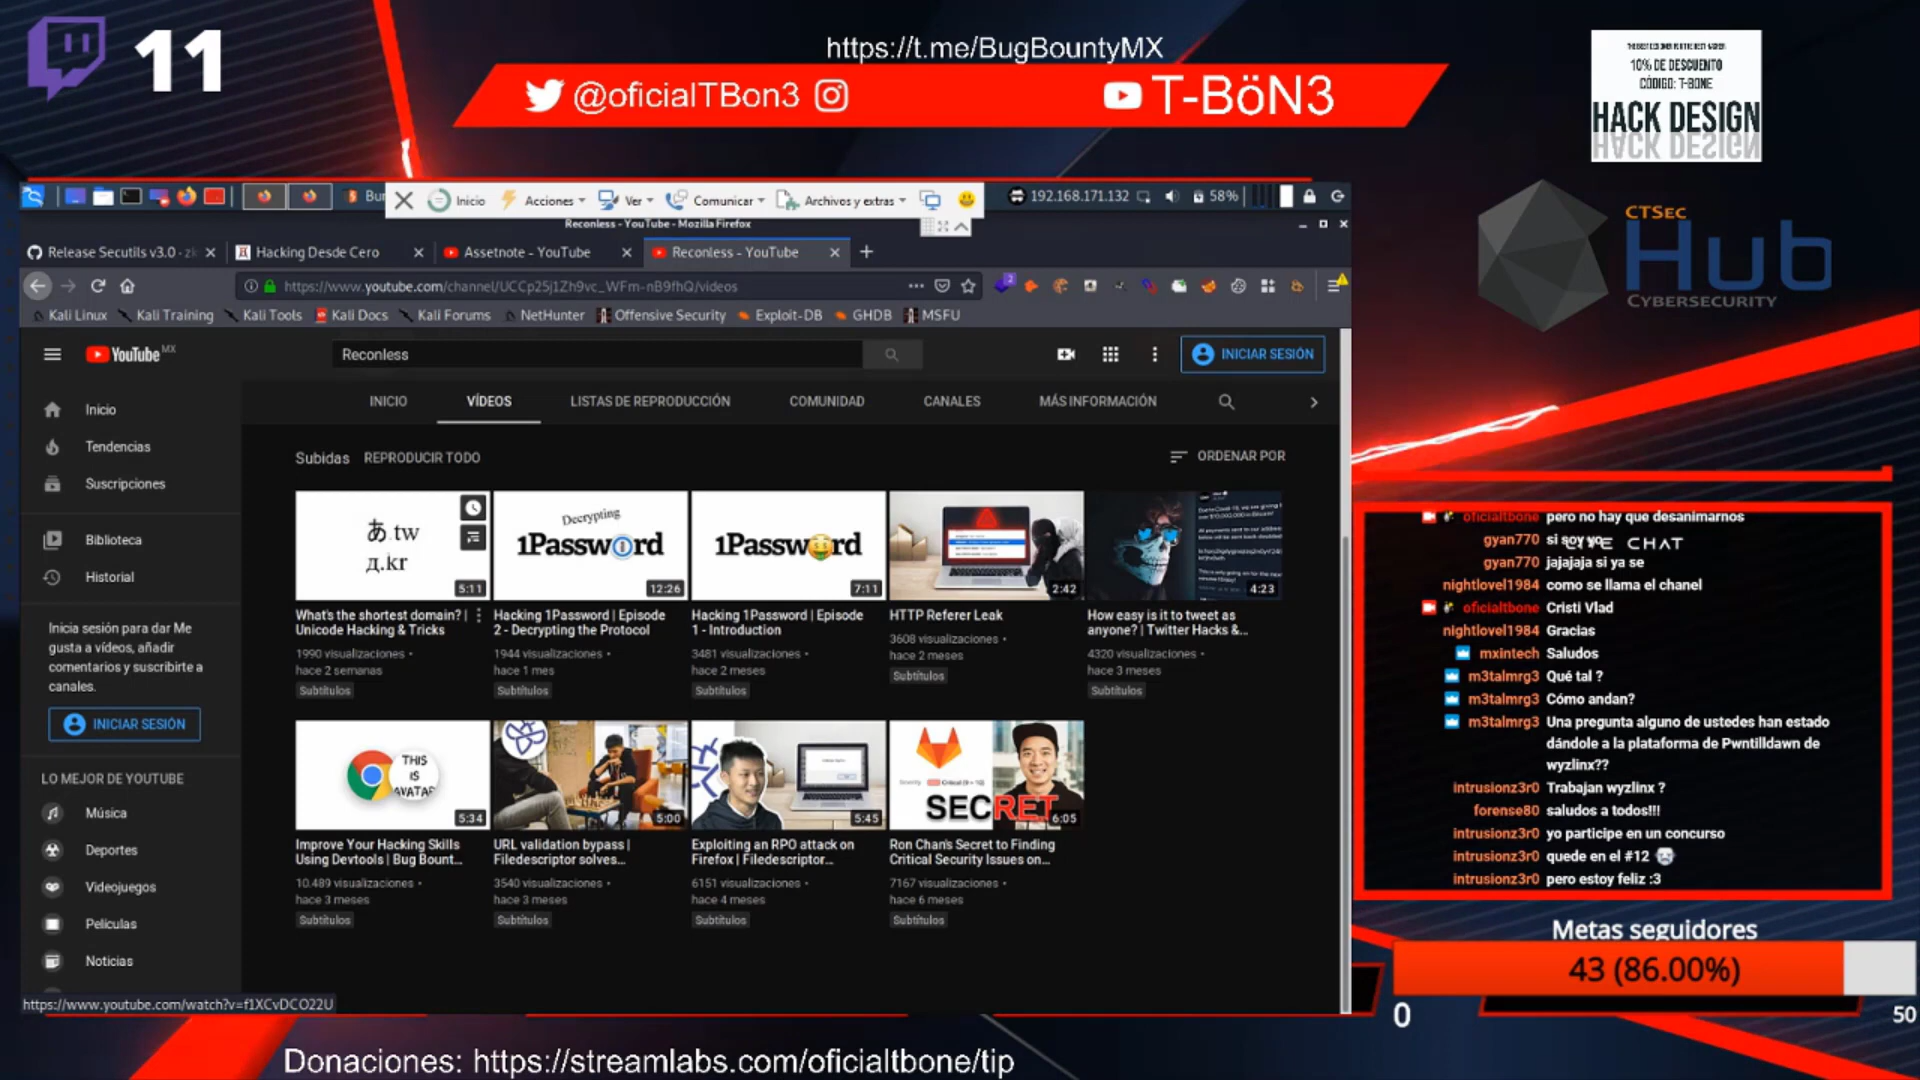 11
https://t.me/BugBountyMX
@oficialTBon3
T-BöN3
10% DE DESCUENTO
CÓDIGO: T-BONE
HACK DESIGN
CTSec
Hub
CYBERSECURITY
Inicio
Acciones
Ver
Comunicar
Archivos y extras
192.168.171.132
58%
Reconless - YouTube - Mozilla Firefox
Release Secutils v3.0 · z
Hacking Desde Cero
Assetnote - YouTube
Reconless - YouTube
https://www.youtube.com/channel/UCCp25j1Zh9vc_WFm-nB9fhQ/videos
2
Kali Linux
Kali Training
Kali Tools
Kali Docs
Kali Forums
NetHunter
Offensive Security
Exploit-DB
GHDB
MSFU
YouTube MX
Reconless
INICIAR SESIÓN
INICIO
VÍDEOS
LISTAS DE REPRODUCCIÓN
COMUNIDAD
CANALES
MÁS INFORMACIÓN
Inicio
Tendencias
Suscripciones
Biblioteca
Historial
Inicia sesión para dar Me
gusta a vídeos, añadir
comentarios y suscribirte a
canales.
INICIAR SESIÓN
LO MEJOR DE YOUTUBE
Música
Deportes
Videojuegos
Películas
Noticias
Subidas
REPRODUCIR TODO
ORDENAR POR
あ.tw
д.kr
5:11
What's the shortest domain? |
Unicode Hacking & Tricks
1990 visualizaciones •
hace 2 semanas
Subtítulos
Decrypting
1Password
12:26
Hacking 1Password | Episode
2 - Decrypting the Protocol
1944 visualizaciones •
hace 1 mes
Subtítulos
1Password
7:11
Hacking 1Password | Episode
1 - Introduction
3481 visualizaciones •
hace 2 meses
Subtítulos
2:42
HTTP Referer Leak
3608 visualizaciones •
hace 2 meses
Subtítulos
4:23
How easy is it to tweet as
anyone? | Twitter Hacks &...
4320 visualizaciones •
hace 3 meses
Subtítulos
THIS
IS
AVATAR
5:34
Improve Your Hacking Skills
Using Devtools | Bug Bount...
10.489 visualizaciones •
hace 3 meses
Subtítulos
5:00
URL validation bypass |
Filedescriptor solves...
3540 visualizaciones •
hace 3 meses
Subtítulos
5:45
Exploiting an RPO attack on
Firefox | Filedescriptor...
6151 visualizaciones •
hace 4 meses
Subtítulos
SECRET
6:05
Ron Chan's Secret to Finding
Critical Security Issues on...
7167 visualizaciones •
hace 6 meses
Subtítulos
https://www.youtube.com/watch?v=f1XCvDCO22U
oficialtbone pero no hay que desanimarnos
gyan770 si soy yo
CHAT
gyan770 jajajaja si ya se
nightlovel1984 como se llama el chanel
oficialtbone Cristi Vlad
nightlovel1984 Gracias
mxintech Saludos
m3talmrg3 Qué tal ?
m3talmrg3 Cómo andan?
m3talmrg3 Una pregunta alguno de ustedes han estado
dándole a la plataforma de Pwntilldawn de
wyzlinx??
intrusionz3r0 Trabajan wyzlinx ?
forense80 saludos a todos!!!
intrusionz3r0 yo participe en un concurso
intrusionz3r0 quede en el #12
intrusionz3r0 pero estoy feliz :3
Metas seguidores
43 (86.00%)
0
50
Donaciones: https://streamlabs.com/oficialtbone/tip